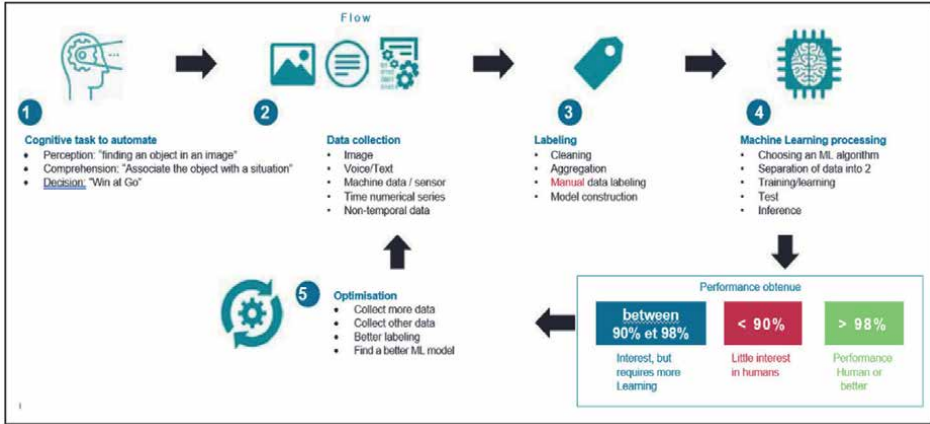 Flow
1
Cognitive task to automate
• Perception: "finding an object in an image"
• Comprehension: "Associate the object with a situation"
• Decision: "Win at Go"
2
Data collection
• Image
• Voice/Text
• Machine data / sensor
• Time numerical series
• Non-temporal data
3
Labeling
• Cleaning
• Aggregation
• Manual data labeling
• Model construction
4
Machine Learning processing
• Choosing an ML algorithm
• Separation of data into 2
• Training/learning
• Test
• Inference
5
Optimisation
• Collect more data
• Collect other data
• Better labeling
• Find a better ML model
Performance obtenue
between
90% et 98%
Interest, but
requires more
Learning
< 90%
Little interest
in humans
> 98%
Performance
Human or
better